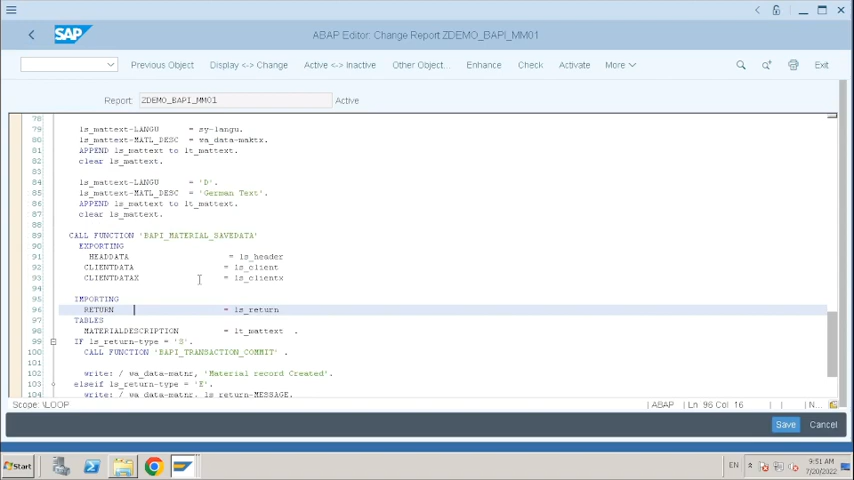 SAP
ABAP Editor: Change Report ZDEMO_BAPI_MM01
Previous Object Display <-> Change Active <-> Inactive Other Object... Enhance Check Activate More Exit
Report: ZDEMO_BAPI_MM01 Active
78
79 ls_mattext-LANGU = sy-langu.
80 ls_mattext-MATL_DESC = wa_data-maktx.
81 APPEND ls_mattext to lt_mattext.
82 clear ls_mattext.
83
84 ls_mattext-LANGU = 'D'.
85 ls_mattext-MATL_DESC = 'German Text'.
86 APPEND ls_mattext to lt_mattext.
87 clear ls_mattext.
88
89 CALL FUNCTION 'BAPI_MATERIAL_SAVEDATA'
90 EXPORTING
91 HEADDATA = ls_header
92 CLIENTDATA = ls_client
93 CLIENTDATAX = ls_clientx
94
95 IMPORTING
96 RETURN = ls_return
97 TABLES
98 MATERIALDESCRIPTION = lt_mattext .
99 IF ls_return-type = 'S'.
100 CALL FUNCTION 'BAPI_TRANSACTION_COMMIT' .
101
102 write: / wa_data-matnr, 'Material record Created'.
103 elseif ls_return-type = 'E'.
104 write: / wa_data-matnr, ls_return-MESSAGE.
Scope: \LOOP ABAP Ln 96 Col 16 N...
Save Cancel
Start EN 9:51 AM
7/20/2022